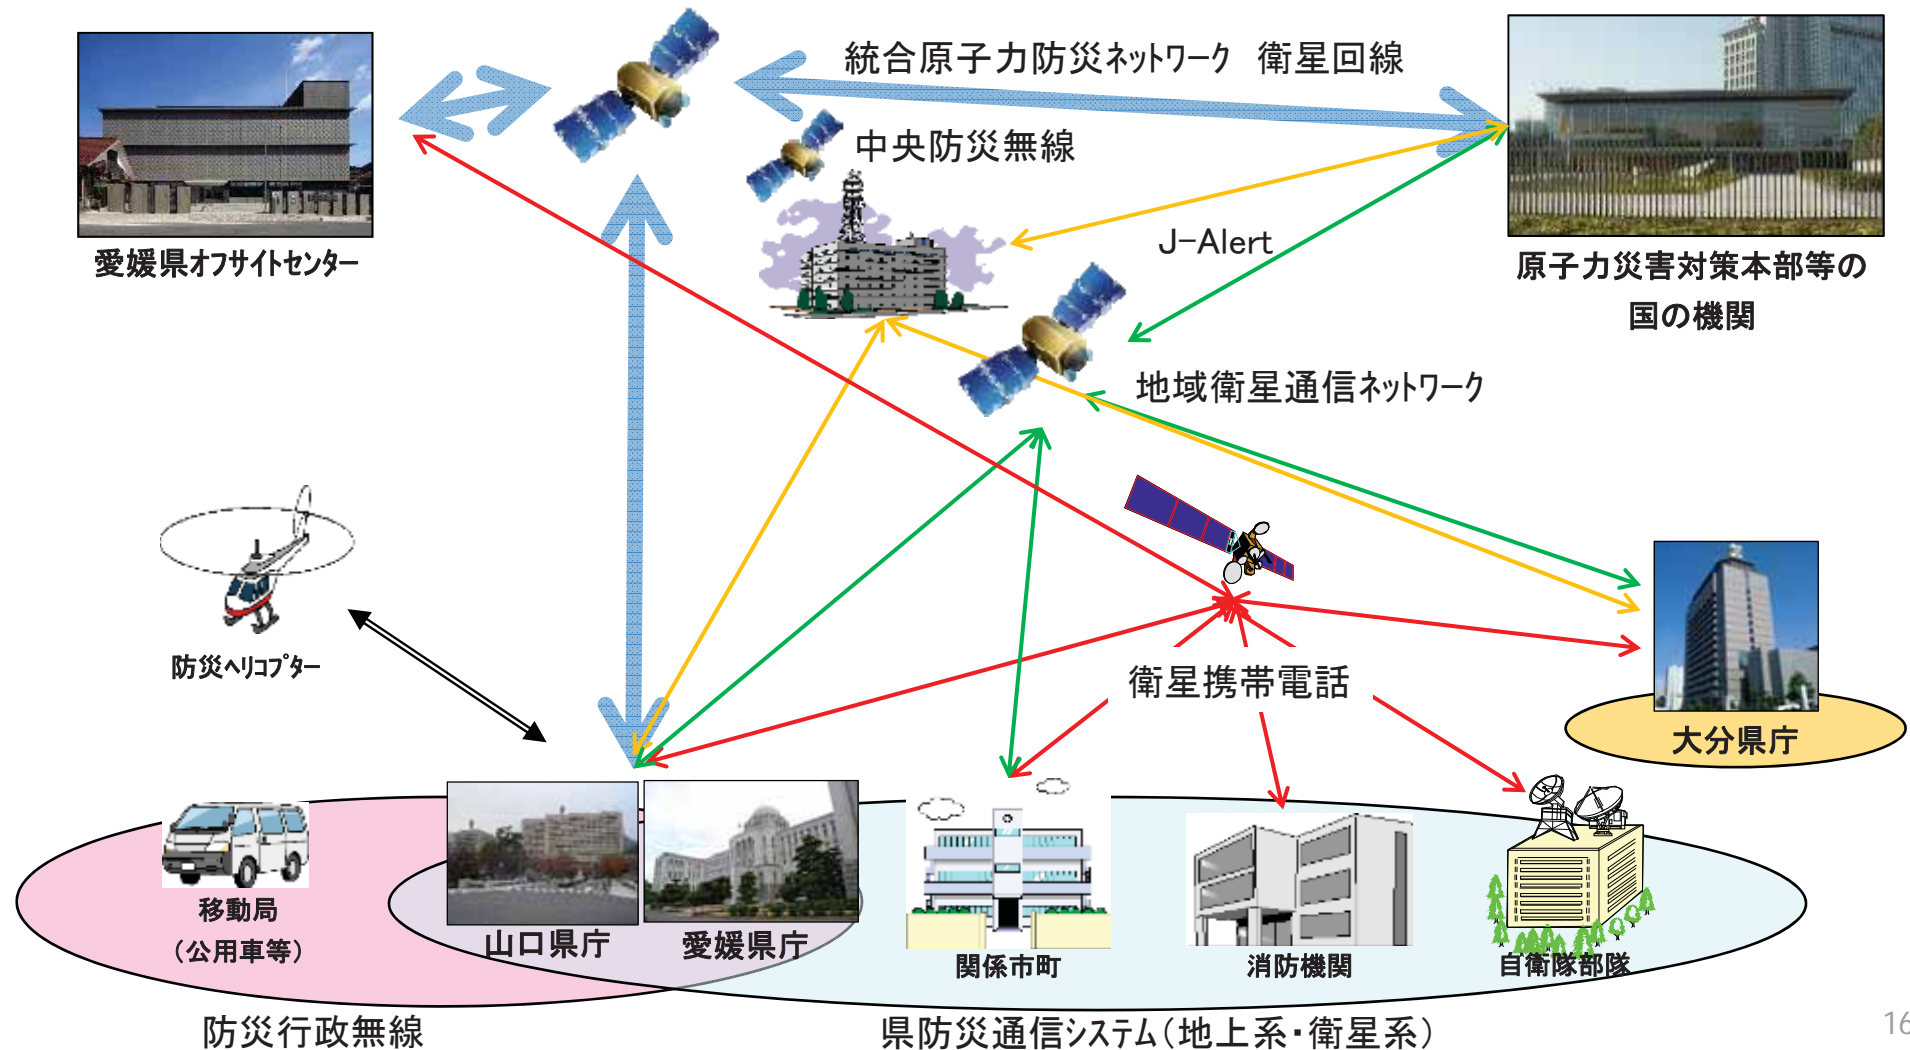 統合原子力防災ネットワーク　衛星回線
中央防災無線
愛媛県オフサイトセンター
J-Alert
原子力災害対策本部等の
国の機関
地域衛星通信ネットワーク
防災ヘリコプター
衛星携帯電話
大分県庁
移動局
（公用車等）
山口県庁
愛媛県庁
関係市町
消防機関
自衛隊部隊
防災行政無線
県防災通信システム（地上系・衛星系）
16